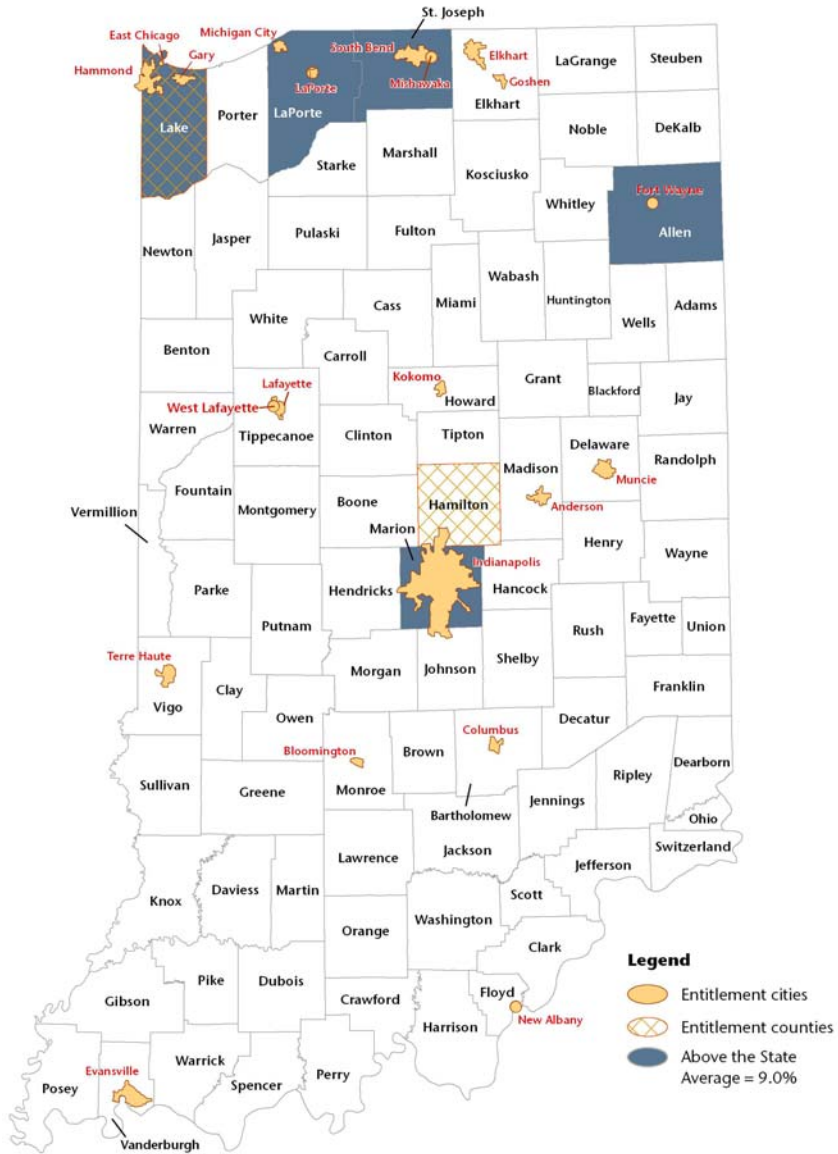 St. Joseph
East Chicago
Michigan City
South Bend
Elkhart
Gary
LaGrange
Steuben
Hammond
Mishawaka
Goshen
LaPorte
Elkhart
LaPorte
Porter
Lake
Noble
DeKalb
Marshall
Starke
Kosciusko
Fort Wayne
Whitley
Allen
Newton
Jasper
Pulaski
Fulton
Wabash
Miami
Huntington
Cass
Adams
White
Wells
Benton
Carroll
Kokomo
Grant
Lafayette
Blackford
Howard
Jay
West Lafayette
Warren
Tippecanoe
Clinton
Tipton
Delaware
Madison
Randolph
Muncie
Fountain
Boone
Hamilton
Montgomery
Anderson
Vermillion
Marion
Henry
Wayne
Indianapolis
Parke
Hendricks
Hancock
Fayette
Putnam
Rush
Union
Terre Haute
Shelby
Morgan
Johnson
Clay
Franklin
Vigo
Owen
Decatur
Columbus
Bloomington
Brown
Dearborn
Ripley
Sullivan
Greene
Monroe
Jennings
Bartholomew
Ohio
Jackson
Switzerland
Lawrence
Jefferson
Daviess
Martin
Scott
Knox
Washington
Orange
Clark
Legend
Pike
Dubois
Floyd
Entitlement cities
Gibson
Crawford
New Albany
Harrison
Entitlement counties
Warrick
Above the State
Average = 9.0%
Evansville
Perry
Posey
Spencer
Vanderburgh